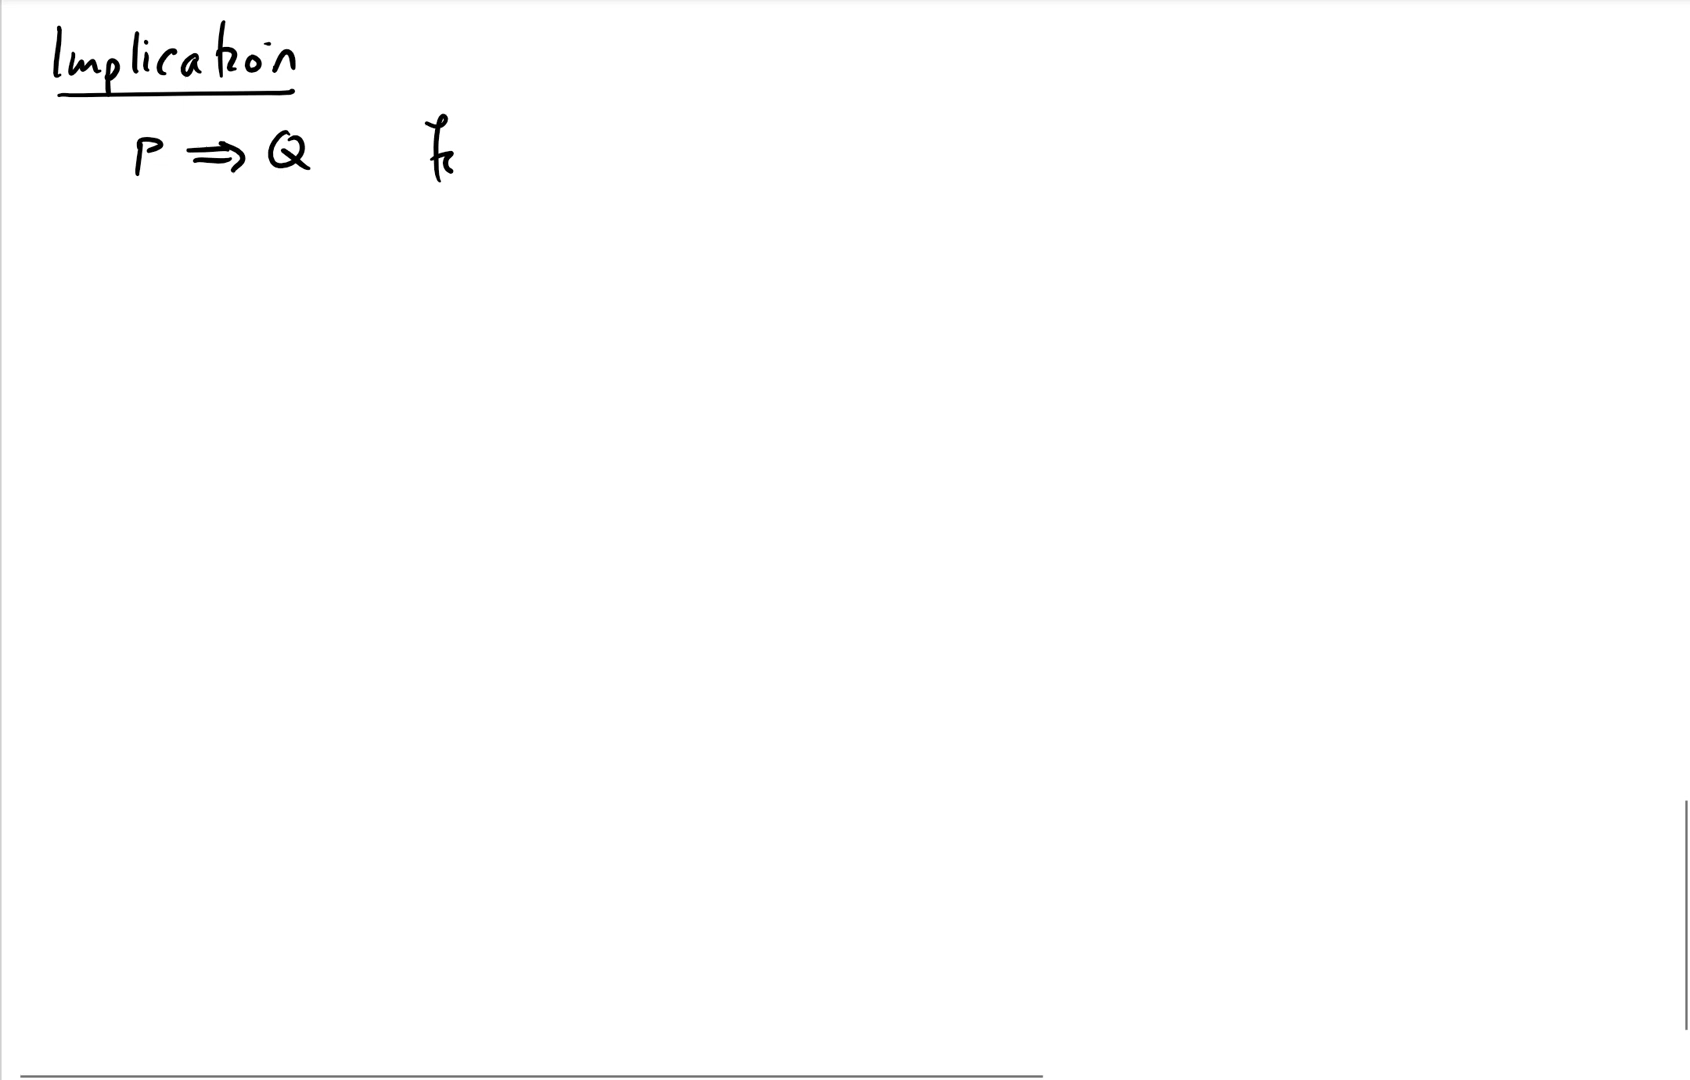 Implication
P ⇒ Q